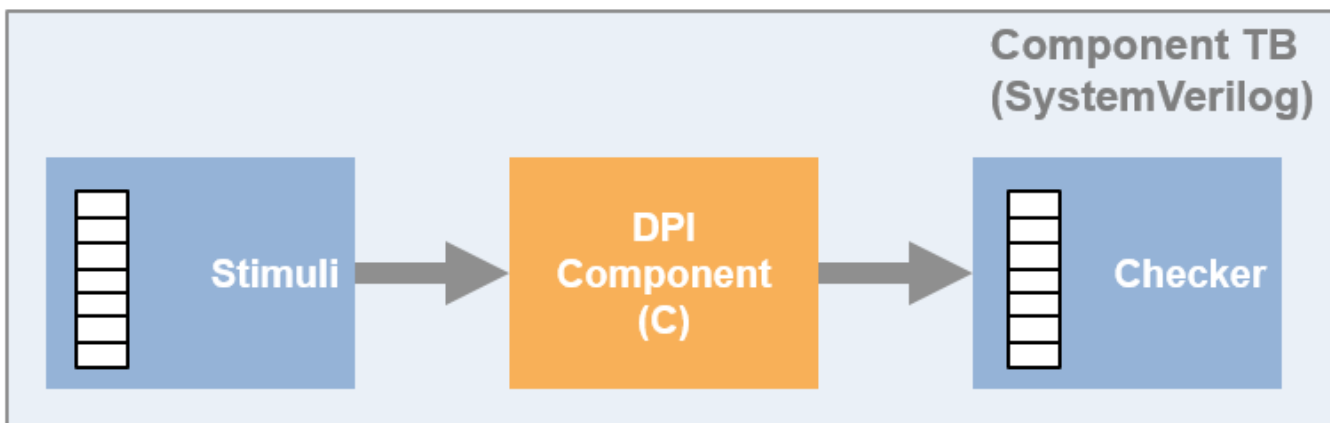 Component TB
(SystemVerilog)
Stimuli
DPI
Component
(C)
Checker